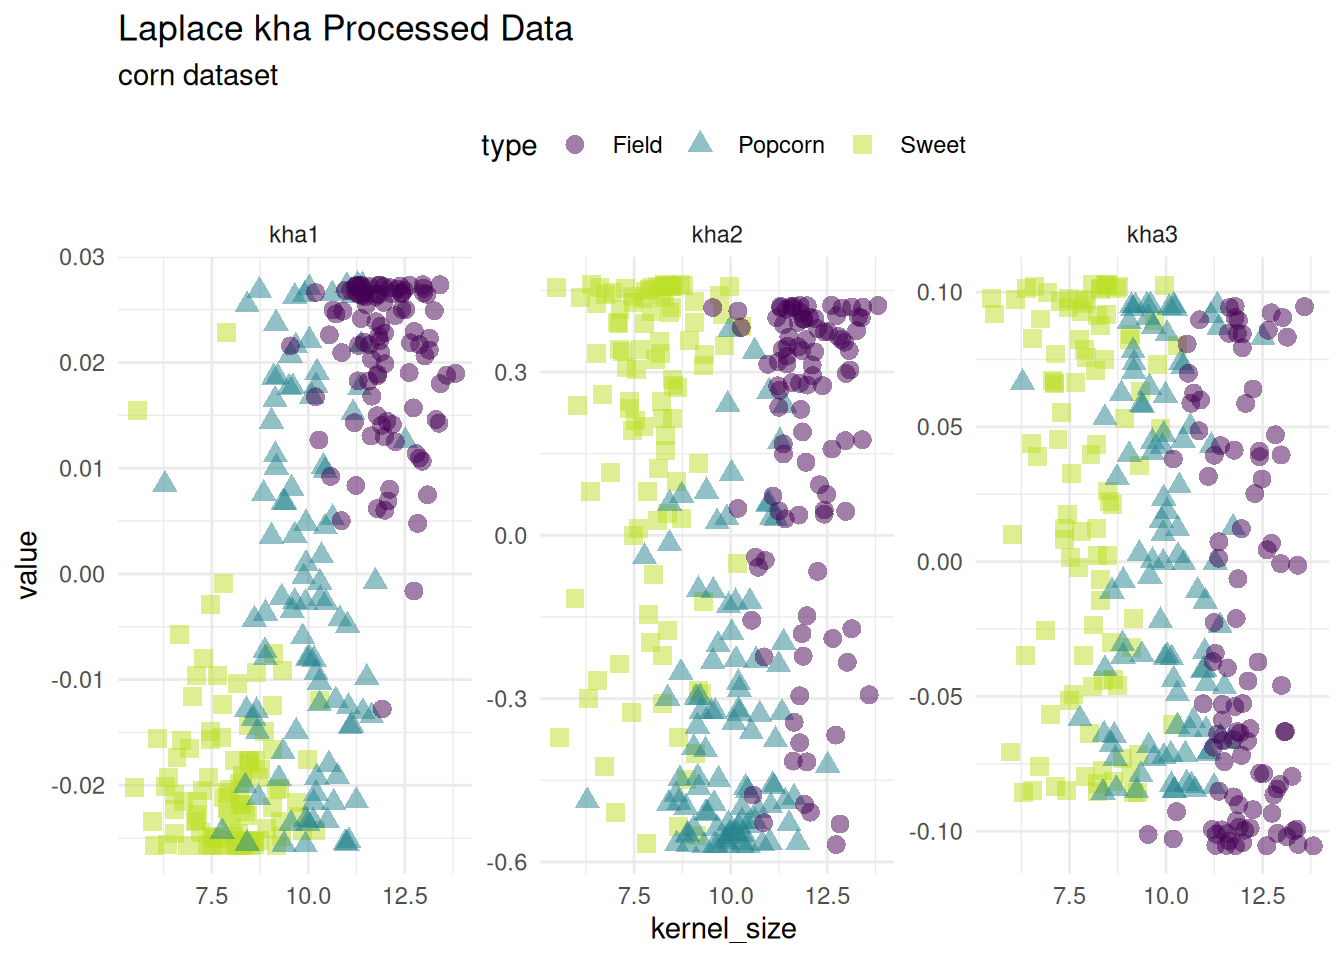 Laplace kha Processed Data
corn dataset
type Field Popcorn Sweet
kha1 kha2 kha3
value
0.03
0.02
0.01
0.00
-0.01
-0.02
0.3
0.0
-0.3
-0.6
0.10
0.05
0.00
-0.05
-0.10
7.5 10.0 12.5 7.5 10.0 12.5 7.5 10.0 12.5
kernel_size